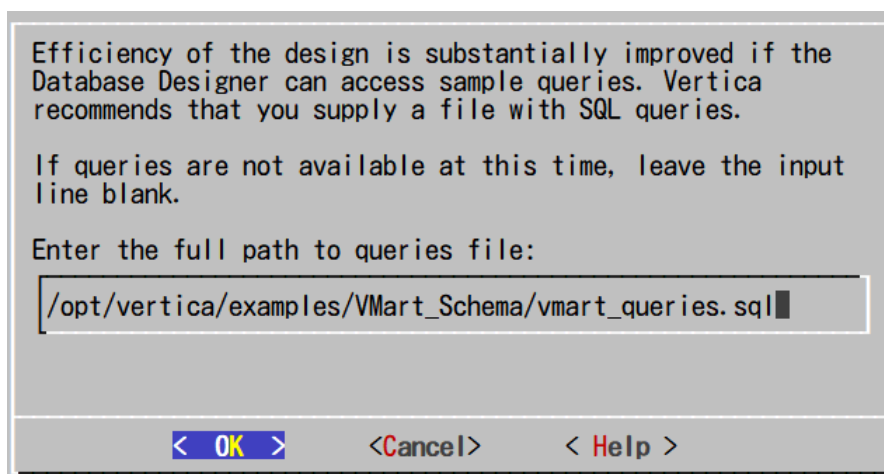 Efficiency of the design is substantially improved if the
Database Designer can access sample queries. Vertica
recommends that you supply a file with SQL queries.
If queries are not available at this time, leave the input
line blank.
Enter the full path to queries file:
/opt/vertica/examples/VMart_Schema/vmart_queries.sql
< OK > <Cancel> < Help >